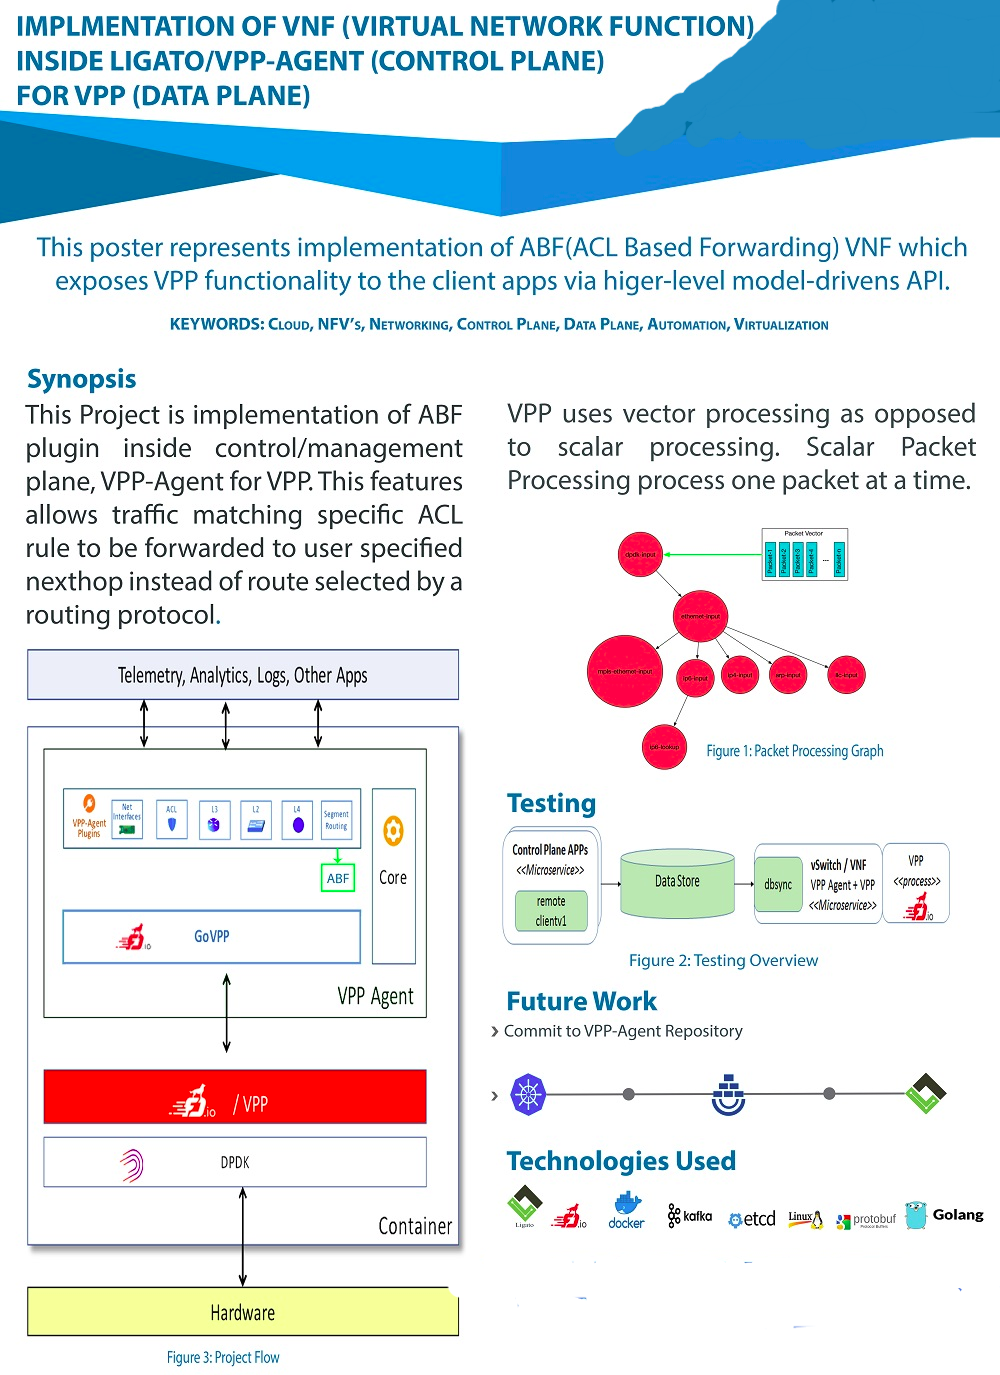 IMPLMENTATION OF VNF (VIRTUAL NETWORK FUNCTION)
INSIDE LIGATO/VPP-AGENT (CONTROL PLANE)
FOR VPP (DATA PLANE)
This poster represents implementation of ABF(ACL Based Forwarding) VNF which
exposes VPP functionality to the client apps via higer-level model-drivens API.
KEYWORDS: CLOUD, NFV'S, NETWORKING, CONTROL PLANE, DATA PLANE, AUTOMATION, VIRTUALIZATION
Synopsis
This Project is implementation of ABF
plugin inside control/management
plane, VPP-Agent for VPP. This features
allows traffic matching specific ACL
rule to be forwarded to user specified
nexthop instead of route selected by a
routing protocol.
Telemetry, Analytics, Logs, Other Apps
VPP-Agent
Plugins
Net
Interfaces
ACL
L3
L2
L4
Segment
Routing
ABF
Core
GoVPP
.io
VPP Agent
.io / VPP
DPDK
Container
Hardware
Figure 3: Project Flow
VPP uses vector processing as opposed
to scalar processing. Scalar Packet
Processing process one packet at a time.
Packet Vector
Packet-1
Packet-2
Packet-3
Packet-4
...
Packet-n
dpdk-input
ethernet-input
mpls-ethernet-input
ip6-input
ip4-input
arp-input
llc-input
ip6-lookup
Figure 1: Packet Processing Graph
Testing
Control Plane APPs
<<Microservice>>
remote
clientv1
Data Store
dbsync
vSwitch / VNF
VPP Agent + VPP
<<Microservice>>
VPP
<<process>>
.io
Figure 2: Testing Overview
Future Work
› Commit to VPP-Agent Repository
›
Technologies Used
Ligato
.io
docker
kafka
etcd
Linux
protobuf
Protocol Buffers
Golang